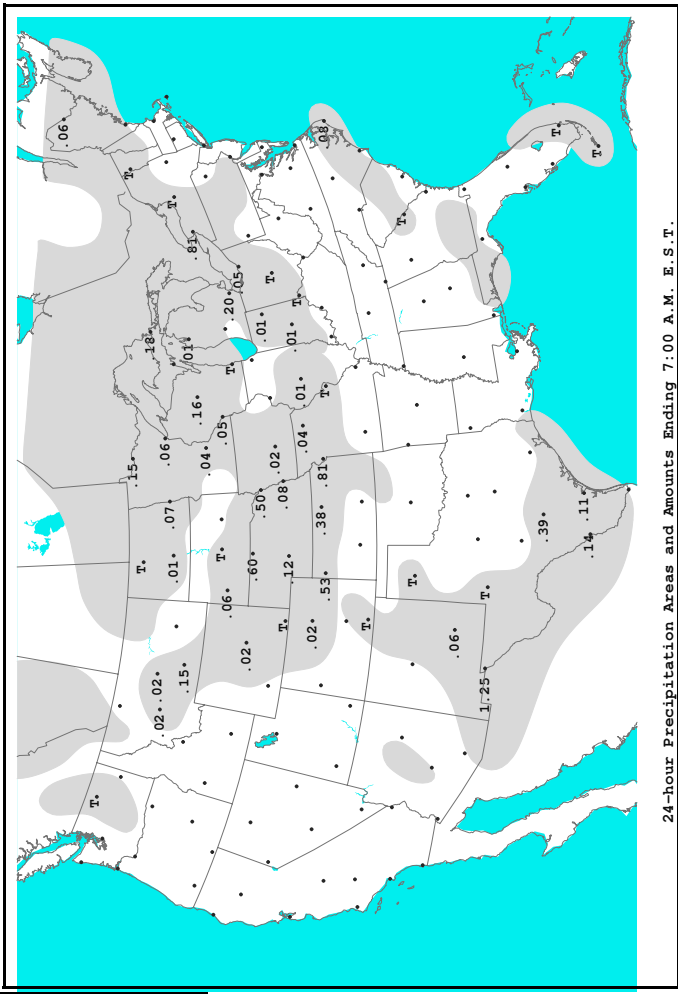 .06
T
T
.15
T
.18
.02
.02
.06
.07
T
.01
.15
.01
.81
.16
.04
T
.05
.06
.20
T
.05
.02
.60
.50
.01
T
.02
.08
T
.12
.01
T
.01
.04
.02
.38
.81
.08
T
.53
T
T
T
.06
1.25
T
.39
T
.11
.14
T
24-hour Precipitation Areas and Amounts Ending 7:00 A.M. E.S.T.